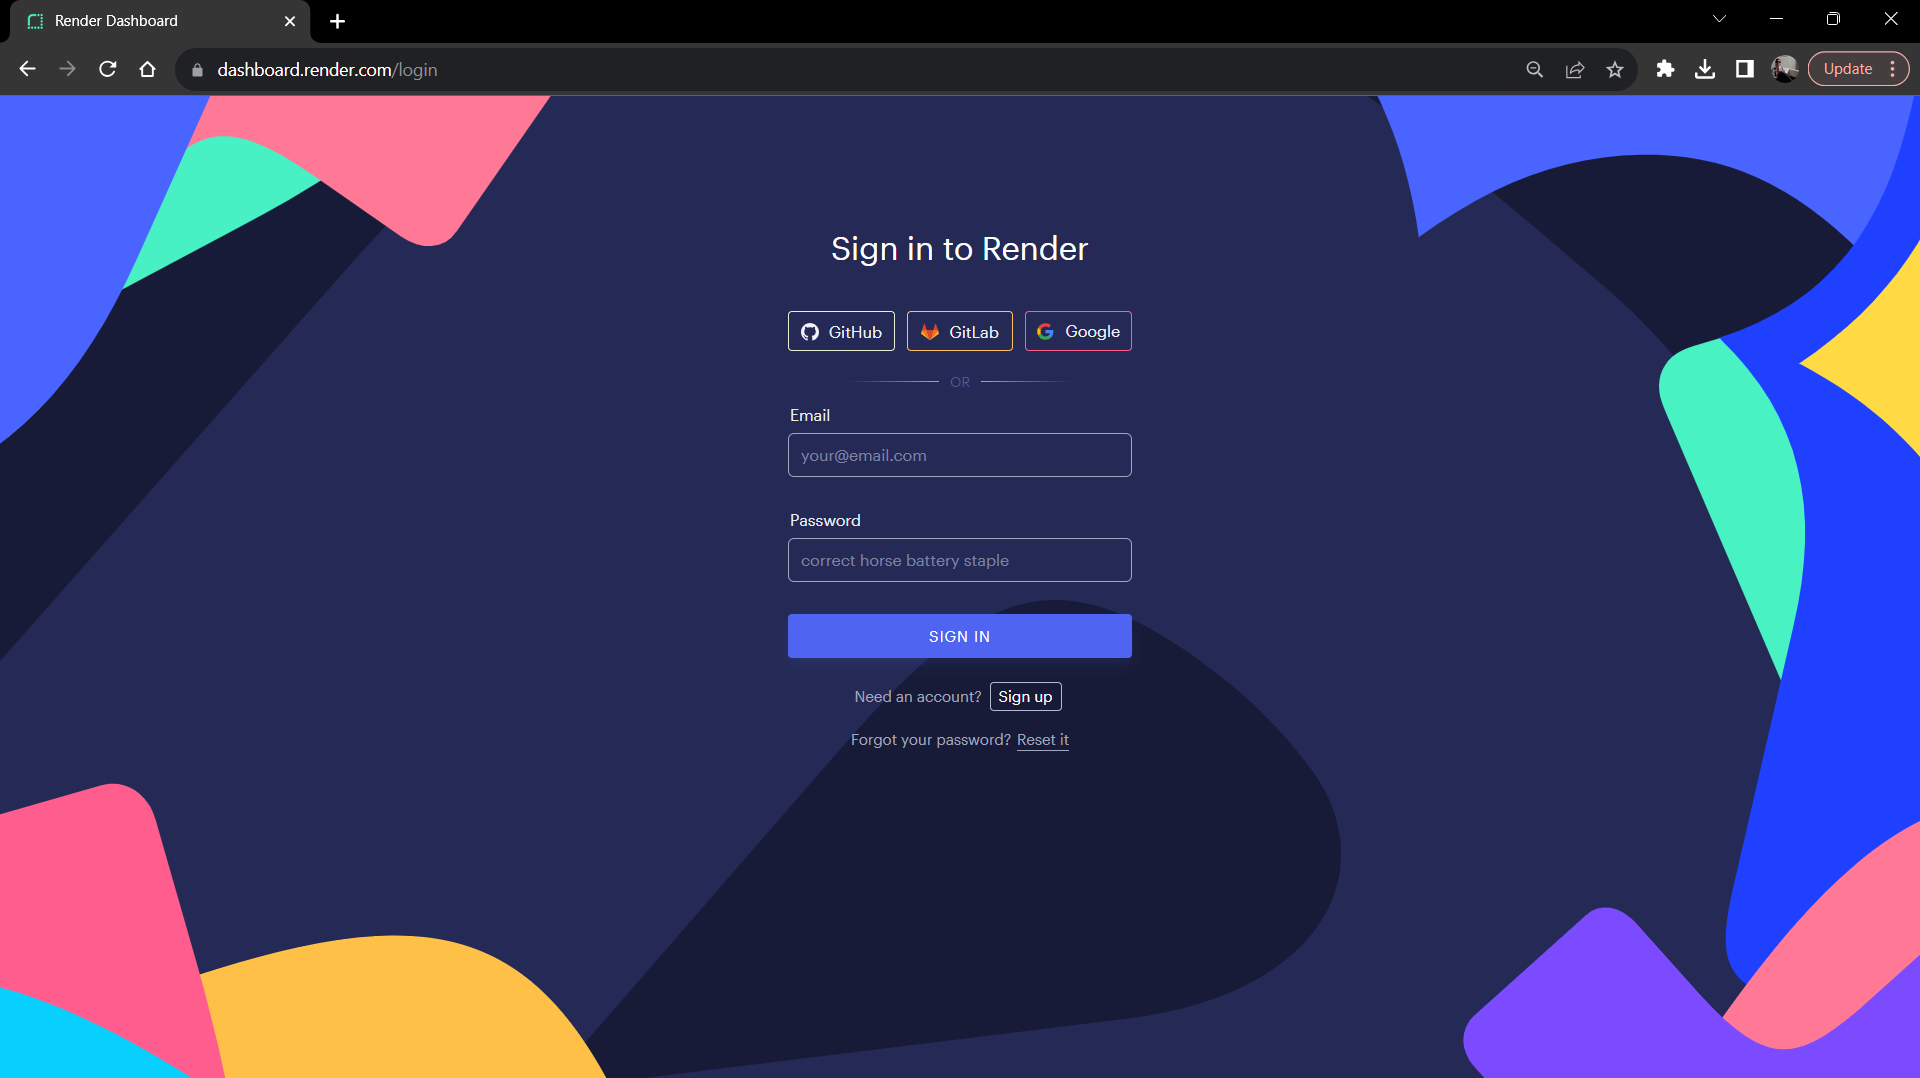 Render Dashboard
dashboard.render.com/login
Update
Sign in to Render
GitHub
GitLab
Google
OR
Email
your@email.com
Password
correct horse battery staple
SIGN IN
Need an account? Sign up
Forgot your password? Reset it